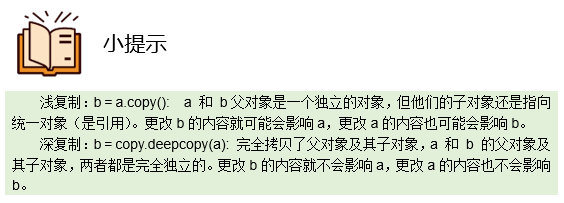 小提示
浅复制：b = a.copy(): a 和 b 父对象是一个独立的对象，但他们的子对象还是指向
统一对象（是引用）。更改 b 的内容就可能会影响 a，更改 a 的内容也可能会影响 b。
深复制：b = copy.deepcopy(a): 完全拷贝了父对象及其子对象，a 和 b 的父对象及
其子对象，两者都是完全独立的。更改 b 的内容就不会影响 a，更改 a 的内容也不会影响
b。